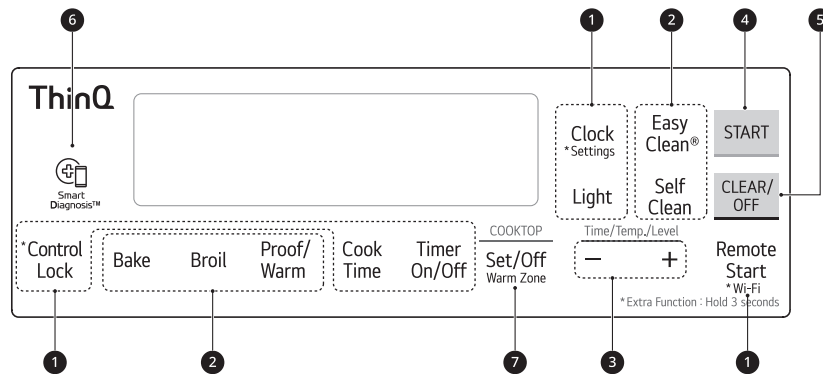 6
1
2
4
5
ThinQ
Clock
*Settings
Light
Easy
Clean®
Self
Clean
START
CLEAR/
OFF
Smart
Diagnosis™
*Control
Lock
Bake
Broil
Proof/
Warm
Cook
Time
Timer
On/Off
COOKTOP
Set/Off
Warm Zone
Time/Temp./Level
− +
Remote
Start
*Wi-Fi
*Extra Function : Hold 3 seconds
1
2
7
3
1